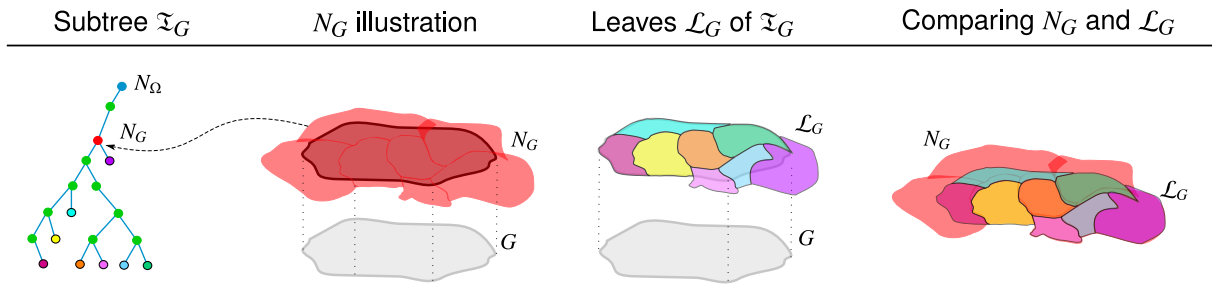 Subtree 𝔗_G
N_G illustration
Leaves ℒ_G of 𝔗_G
Comparing N_G and ℒ_G
N_Ω
N_G
N_G
G
ℒ_G
G
N_G
ℒ_G